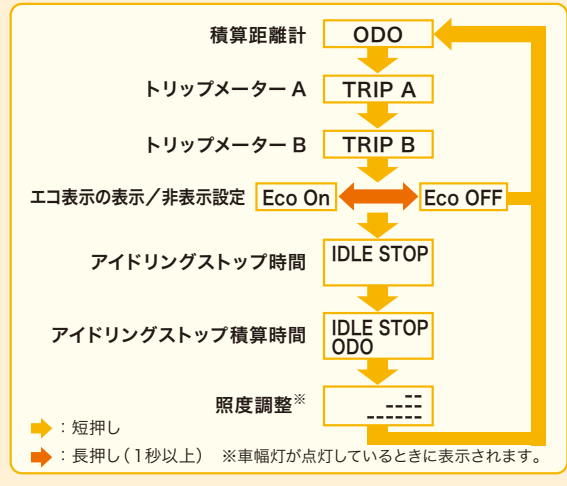 積算距離計 ODO
トリップメーター A TRIP A
トリップメーター B TRIP B
エコ表示の表示／非表示設定 Eco On Eco OFF
アイドリングストップ時間 IDLE STOP
アイドリングストップ積算時間 IDLE STOP
ODO
照度調整※
：短押し
：長押し（1秒以上） ※車幅灯が点灯しているときに表示されます。